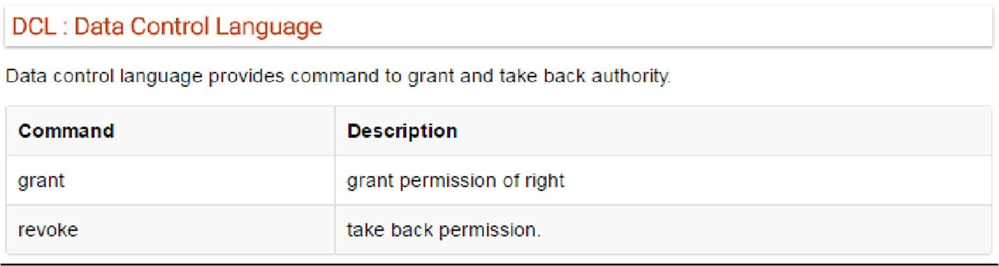 DCL : Data Control Language
Data control language provides command to grant and take back authority.
Command Description
grant grant permission of right
revoke take back permission.